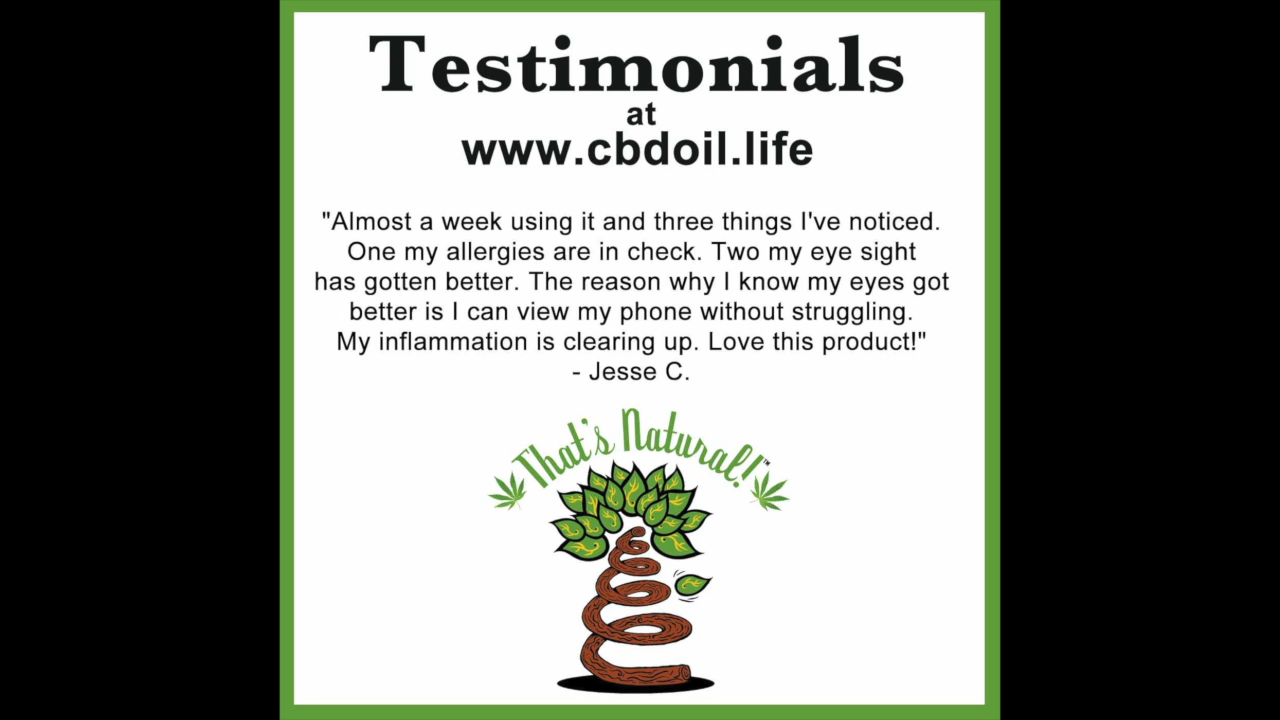 Testimonials
at
www.cbdoil.life
"Almost a week using it and three things I've noticed.
One my allergies are in check. Two my eye sight
has gotten better. The reason why I know my eyes got
better is I can view my phone without struggling.
My inflammation is clearing up. Love this product!"
- Jesse C.
That's Natural!™